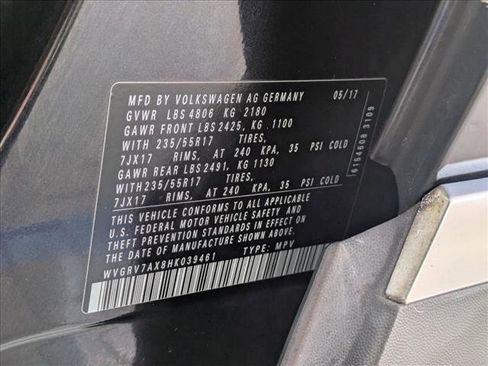 MFD BY VOLKSWAGEN AG GERMANY 05/17
GVWR LBS 4806 KG 2180
GAWR FRONT LBS 2425, KG 1100
WITH 235/55R17 TIRES,
7JX17 RIMS, AT 240 KPA, 35 PSI COLD
GAWR REAR LBS 2491, KG 1130
WITH 235/55R17 TIRES,
7JX17 RIMS, AT 240 KPA, 35 PSI COLD
THIS VEHICLE CONFORMS TO ALL APPLICABLE
U.S. FEDERAL MOTOR VEHICLE SAFETY AND
THEFT PREVENTION STANDARDS IN EFFECT ON
THE DATE OF MANUFACTURE SHOWN ABOVE.
WVGRV7AX8HK039461 TYPE: MPV
6154608 3109